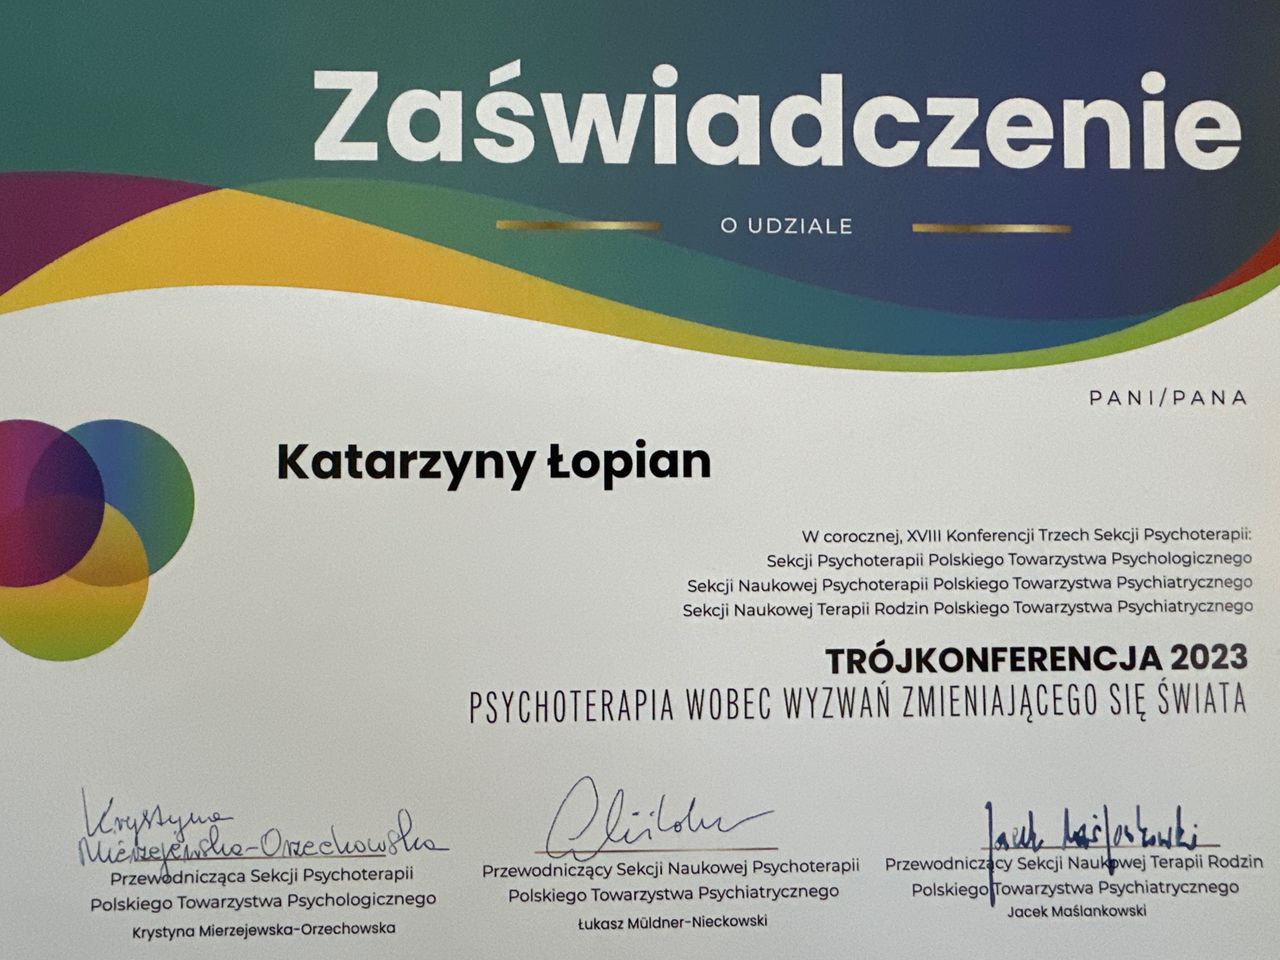 Zaświadczenie
O UDZIALE
PANI/PANA
Katarzyny Łopian
W corocznej, XVIII Konferencji Trzech Sekcji Psychoterapii:
Sekcji Psychoterapii Polskiego Towarzystwa Psychologicznego
Sekcji Naukowej Psychoterapii Polskiego Towarzystwa Psychiatrycznego
Sekcji Naukowej Terapii Rodzin Polskiego Towarzystwa Psychiatrycznego
TRÓJKONFERENCJA 2023
PSYCHOTERAPIA WOBEC WYZWAŃ ZMIENIAJĄCEGO SIĘ ŚWIATA
Krystyna
Mierzejewska-Orzechowska
Przewodnicząca Sekcji Psychoterapii
Polskiego Towarzystwa Psychologicznego
Krystyna Mierzejewska-Orzechowska
Przewodniczący Sekcji Naukowej Psychoterapii
Polskiego Towarzystwa Psychiatrycznego
Łukasz Müldner-Nieckowski
Jacek Maślankowski
Przewodniczący Sekcji Naukowej Terapii Rodzin
Polskiego Towarzystwa Psychiatrycznego
Jacek Maślankowski